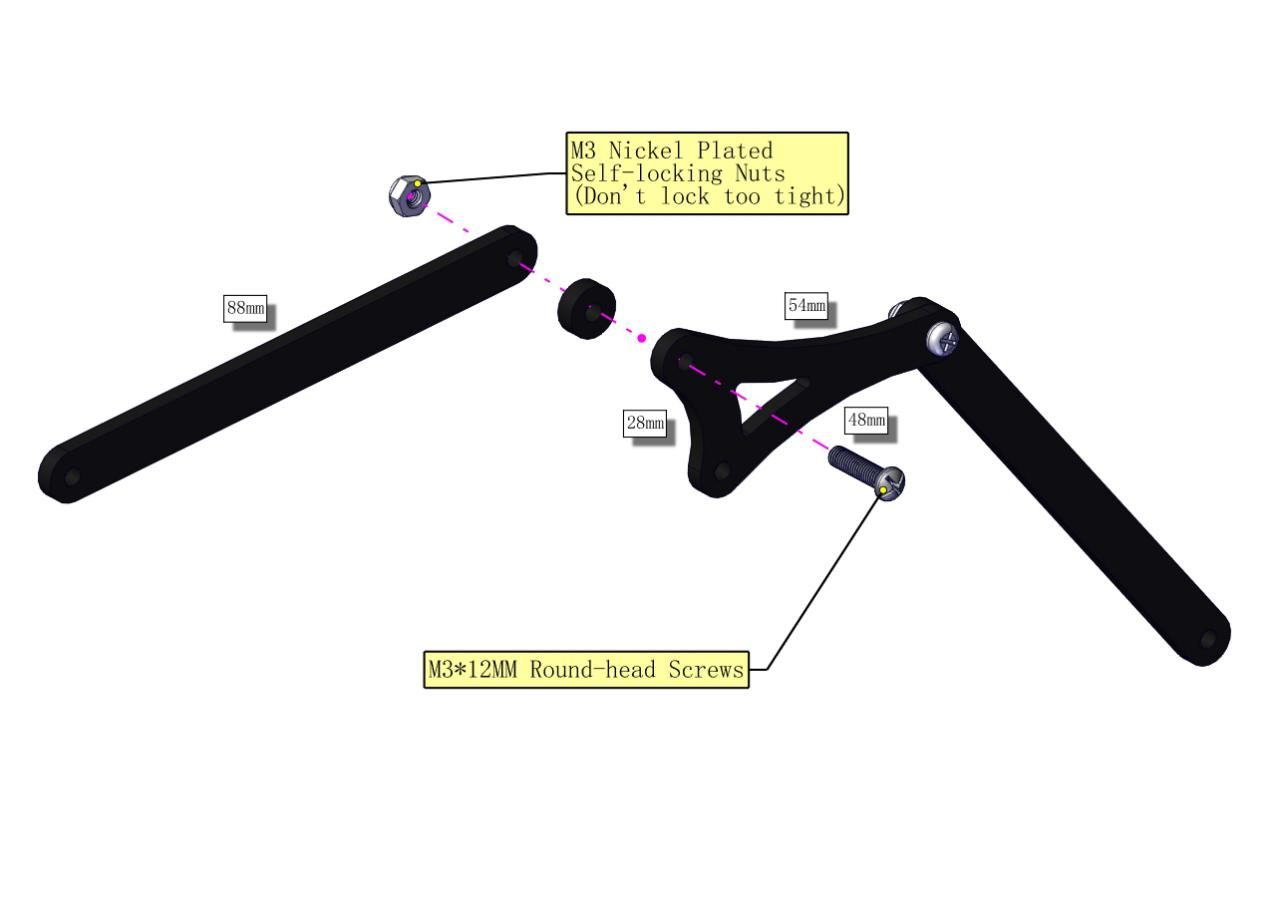 M3 Nickel Plated
Self-locking Nuts
(Don't lock too tight)
88mm
54mm
28mm
48mm
M3*12MM Round-head Screws